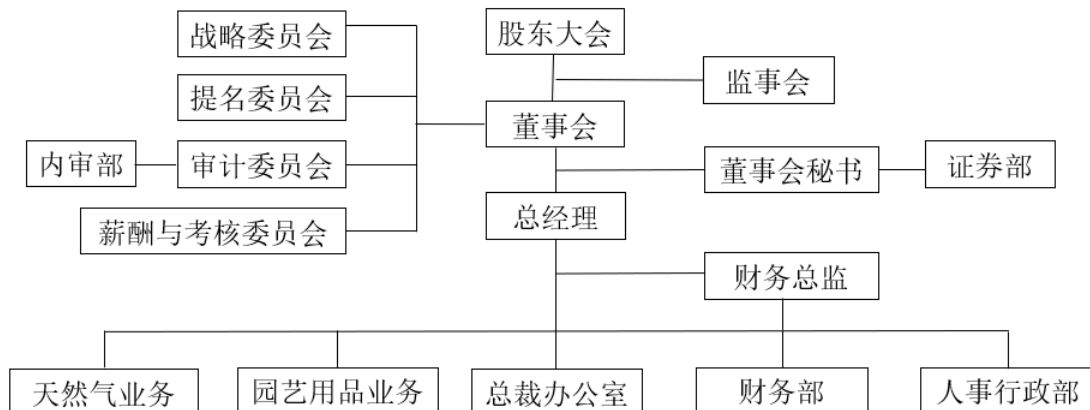 战略委员会
股东大会
监事会
提名委员会
董事会
内审部
审计委员会
董事会秘书
证券部
薪酬与考核委员会
总经理
财务总监
天然气业务
园艺用品业务
总裁办公室
财务部
人事行政部